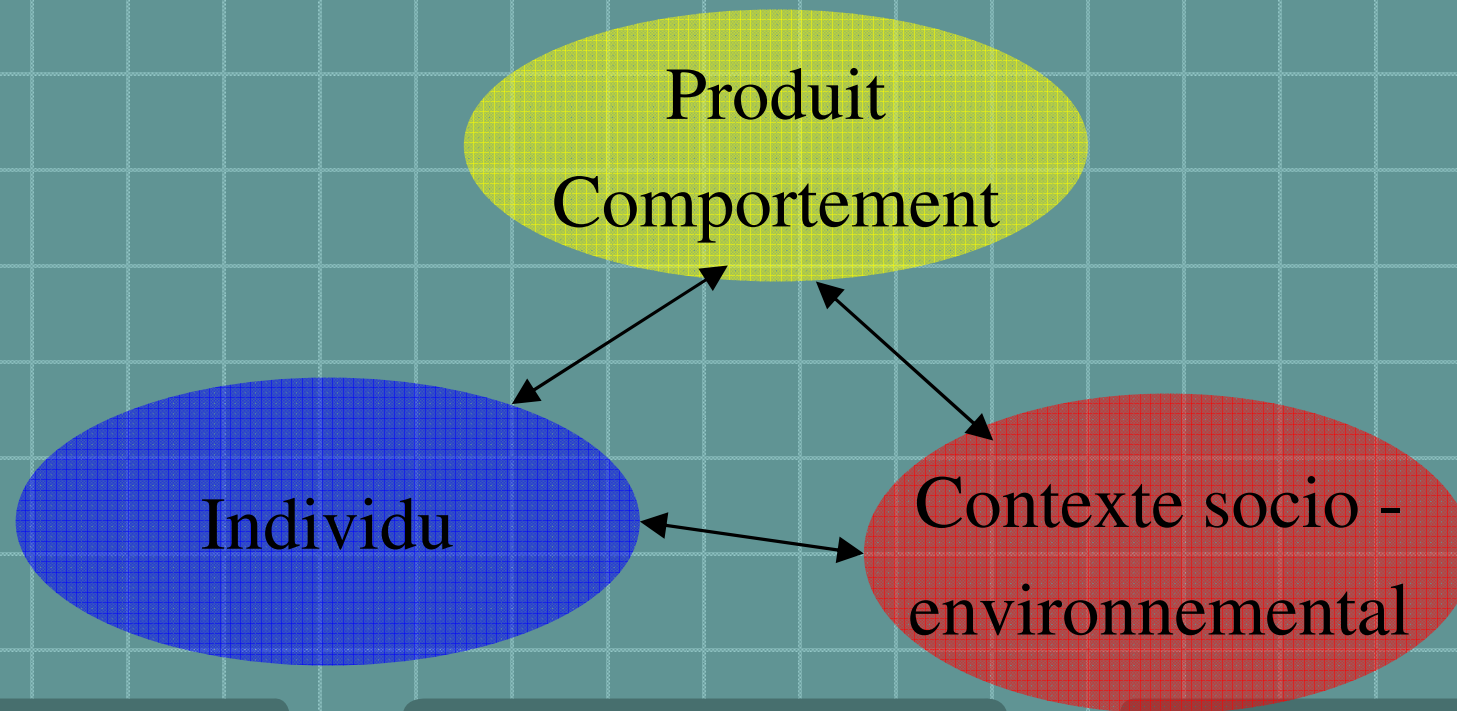 Produit
Comportement
Individu
Contexte socio -
environnemental